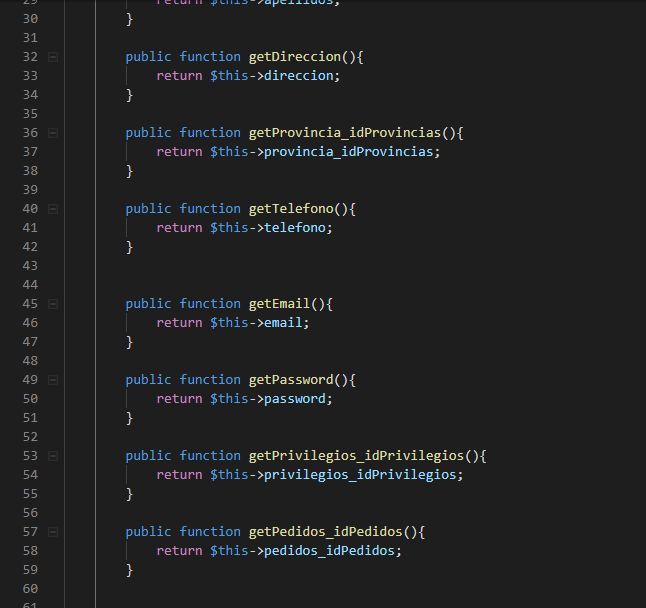 29 return $this->apellidos;
30 }
31
32 public function getDireccion(){
33 return $this->direccion;
34 }
35
36 public function getProvincia_idProvincias(){
37 return $this->provincia_idProvincias;
38 }
39
40 public function getTelefono(){
41 return $this->telefono;
42 }
43
44
45 public function getEmail(){
46 return $this->email;
47 }
48
49 public function getPassword(){
50 return $this->password;
51 }
52
53 public function getPrivilegios_idPrivilegios(){
54 return $this->privilegios_idPrivilegios;
55 }
56
57 public function getPedidos_idPedidos(){
58 return $this->pedidos_idPedidos;
59 }
60
61